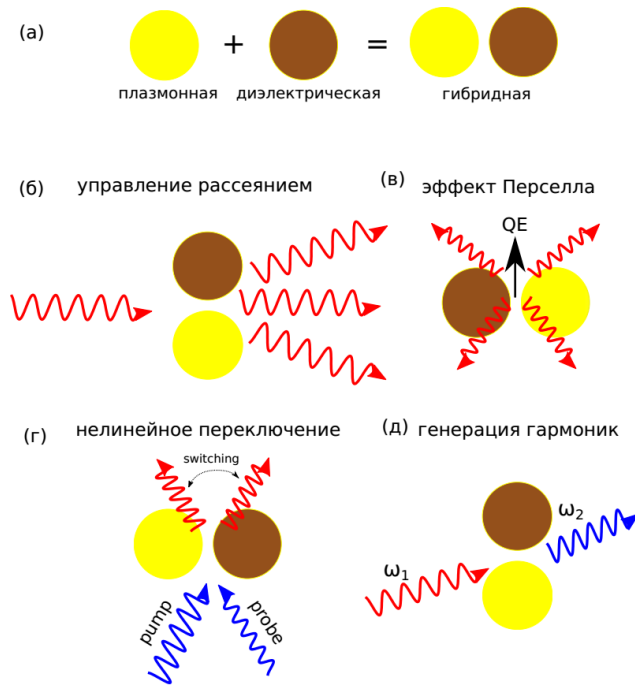 (а)
+ =
плазмонная диэлектрическая гибридная
(б) управление рассеянием
(в) эффект Перселла
QE
(г) нелинейное переключение
switching
pump
probe
(д) генерация гармоник
ω₁
ω₂